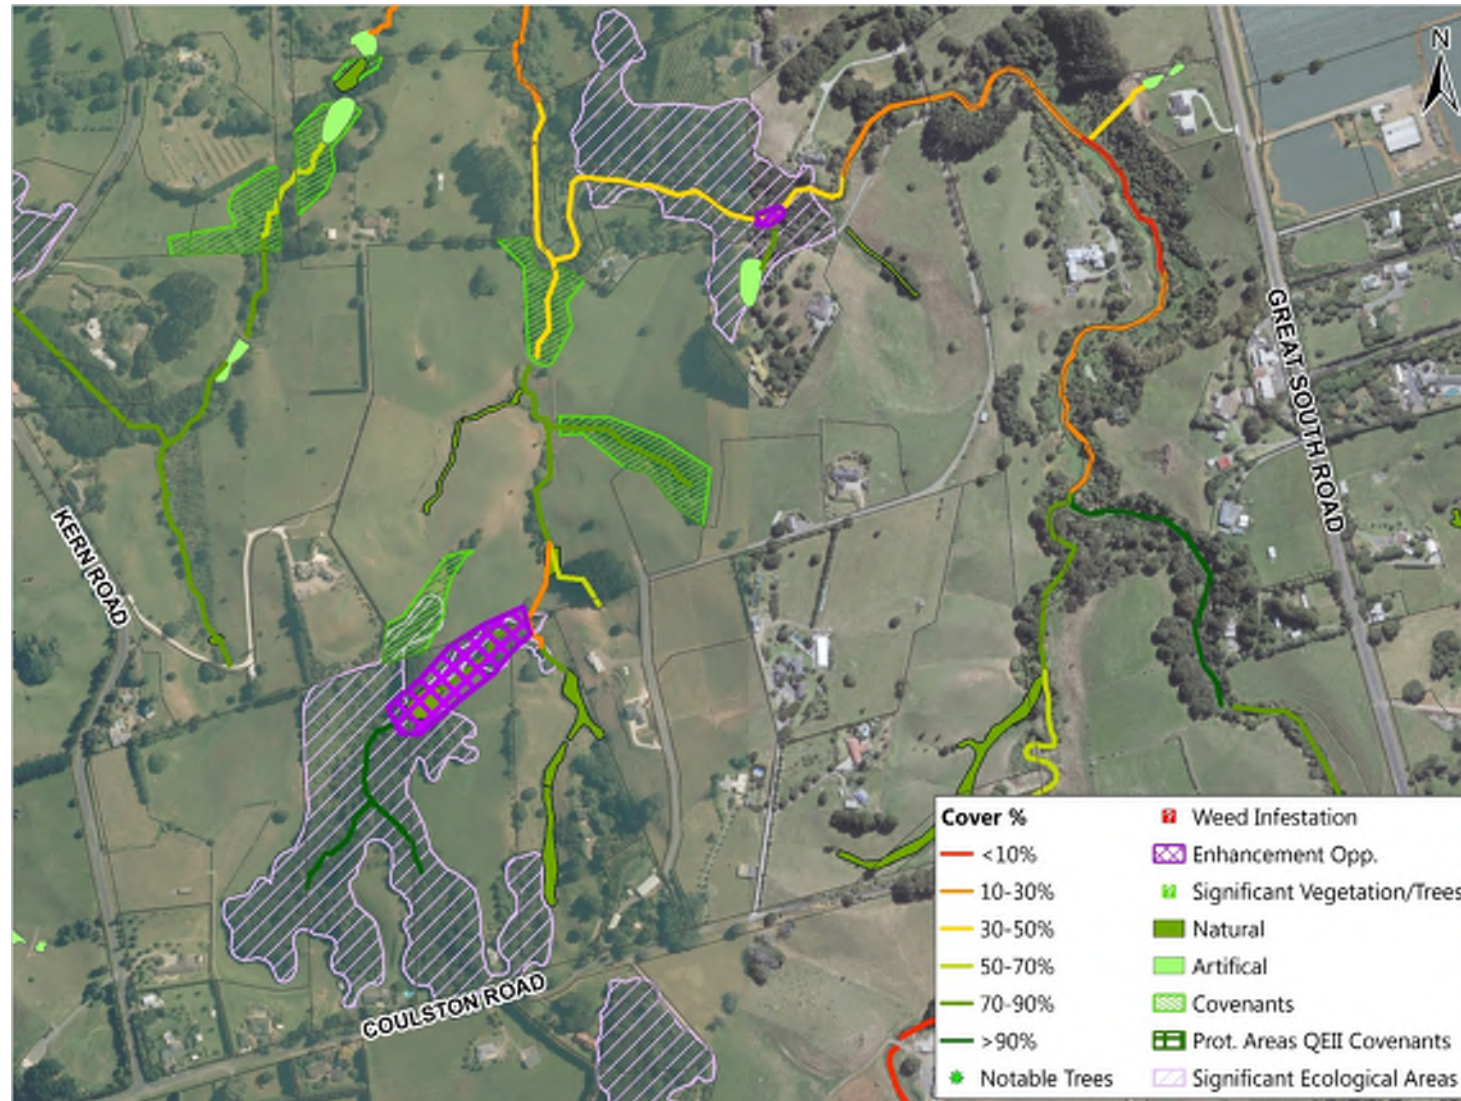 N
GREAT SOUTH ROAD
KERN ROAD
COULSTON ROAD
Cover %
<10%
10-30%
30-50%
50-70%
70-90%
>90%
Notable Trees
? Weed Infestation
Enhancement Opp.
? Significant Vegetation/Trees
Natural
Artifical
Covenants
Prot. Areas QEII Covenants
Significant Ecological Areas